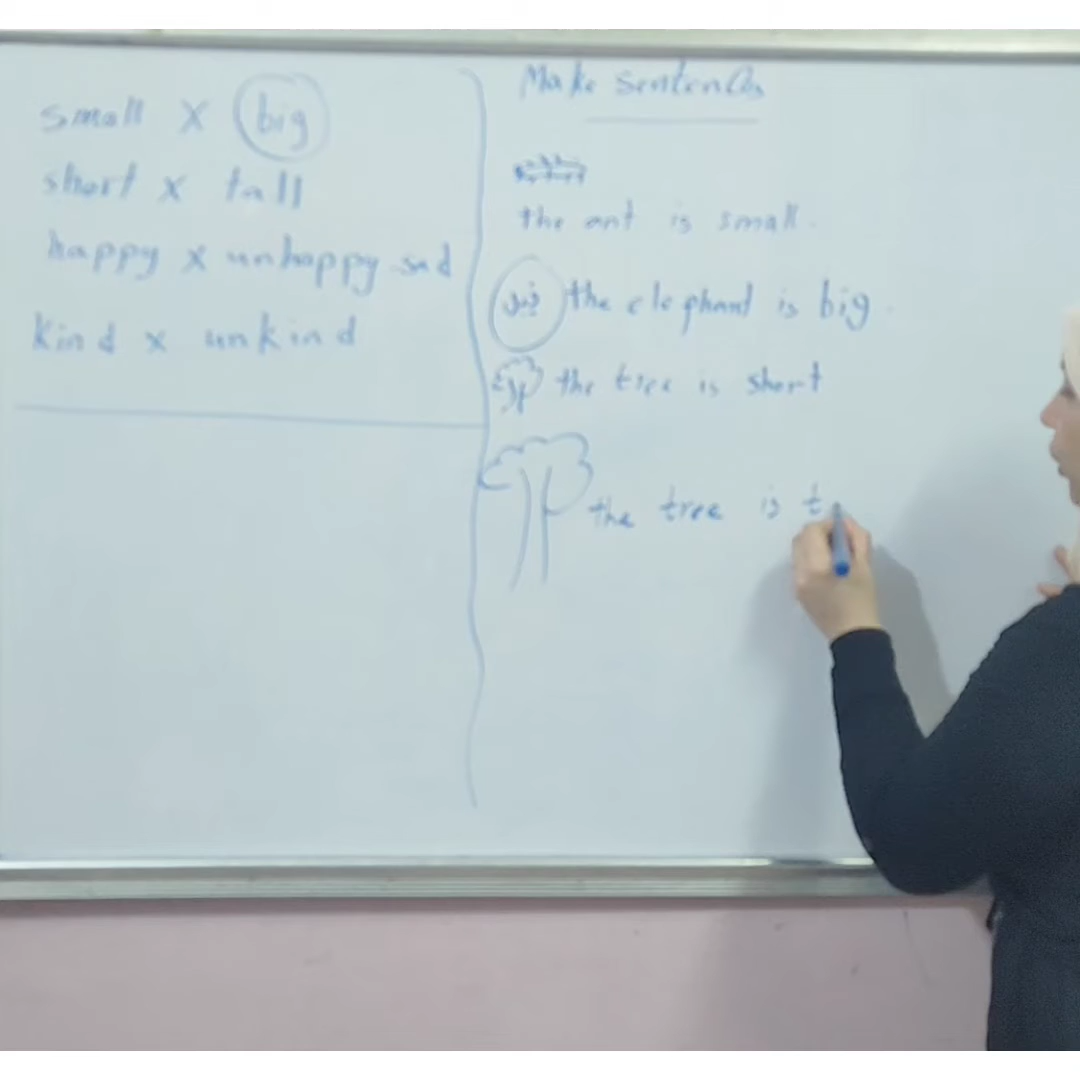 small x big
short x tall
happy x unhappy sad
kind x unkind
Make sentences
the ant is small.
the elephant is big.
the tree is short
the tree is t